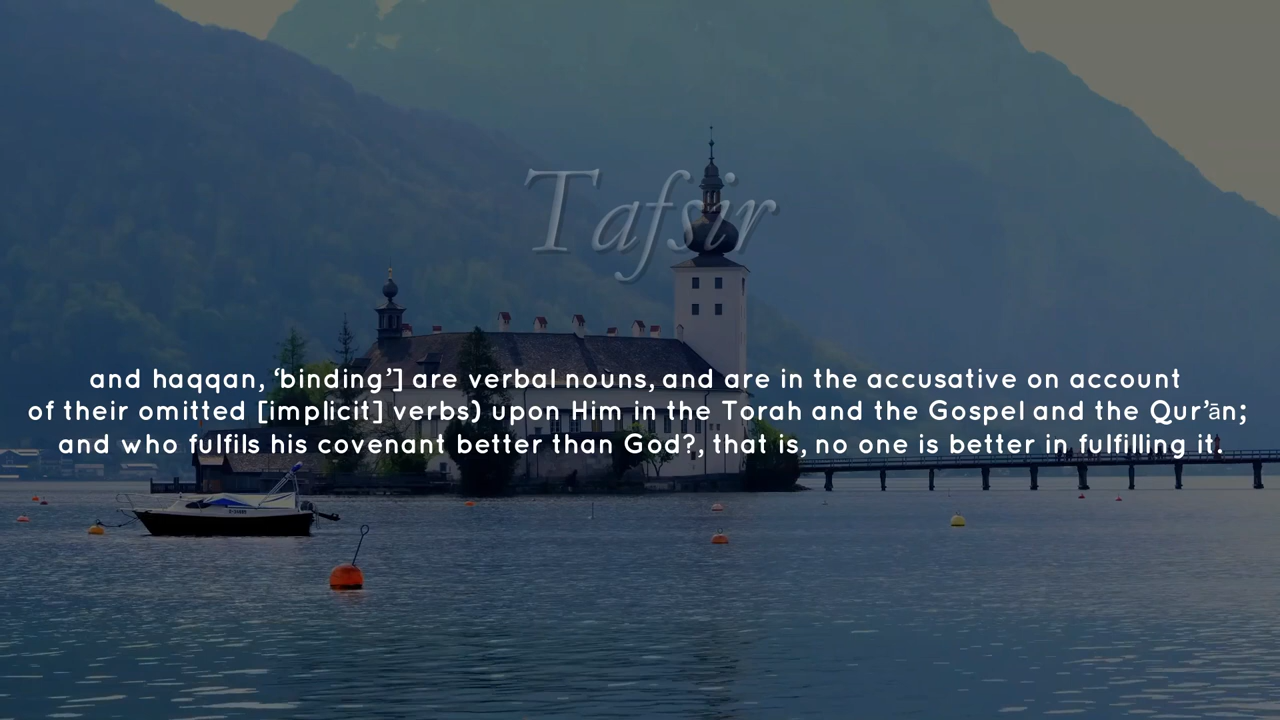 Tafsir
and haqqan, ‘binding’] are verbal nouns, and are in the accusative on account
of their omitted [implicit] verbs) upon Him in the Torah and the Gospel and the Qur’ān;
and who fulfils his covenant better than God?, that is, no one is better in fulfilling it.